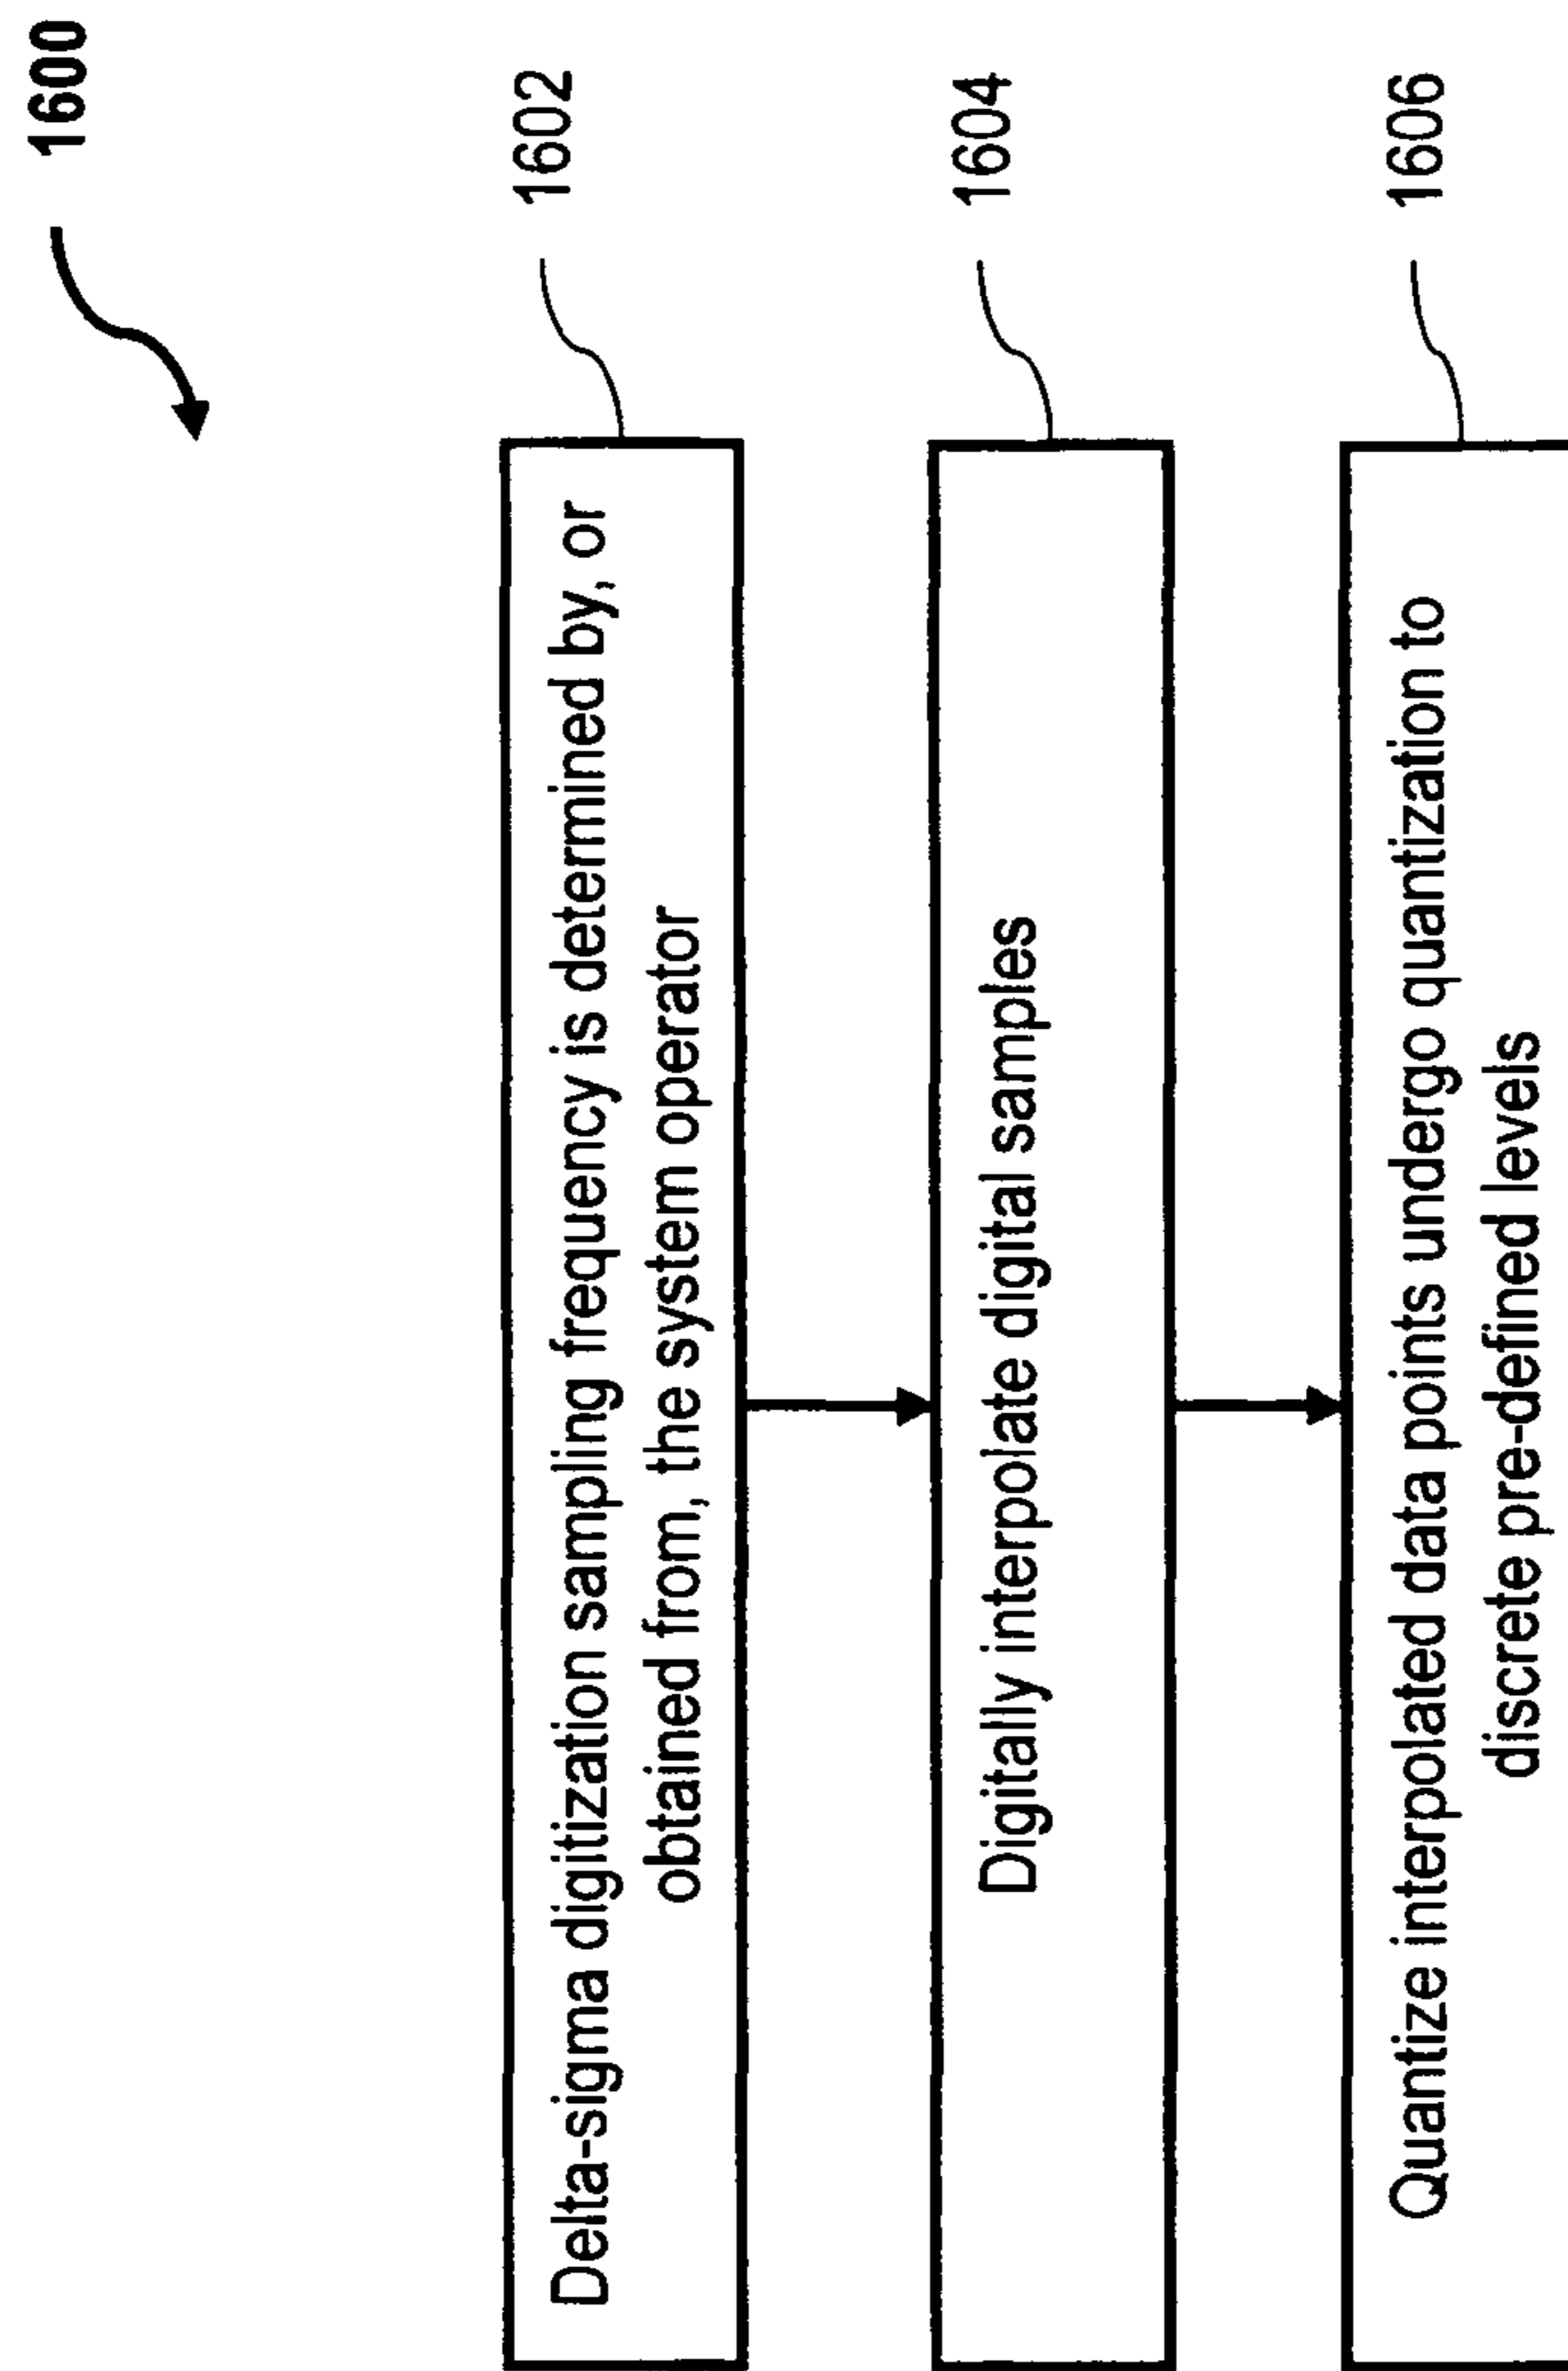 1600
1602
Delta-sigma digitization sampling frequency is determined by, or
obtained from, the system operator
1604
Digitally interpolate digital samples
1606
Quantize interpolated data points undergo quantization to
discrete pre-defined levels